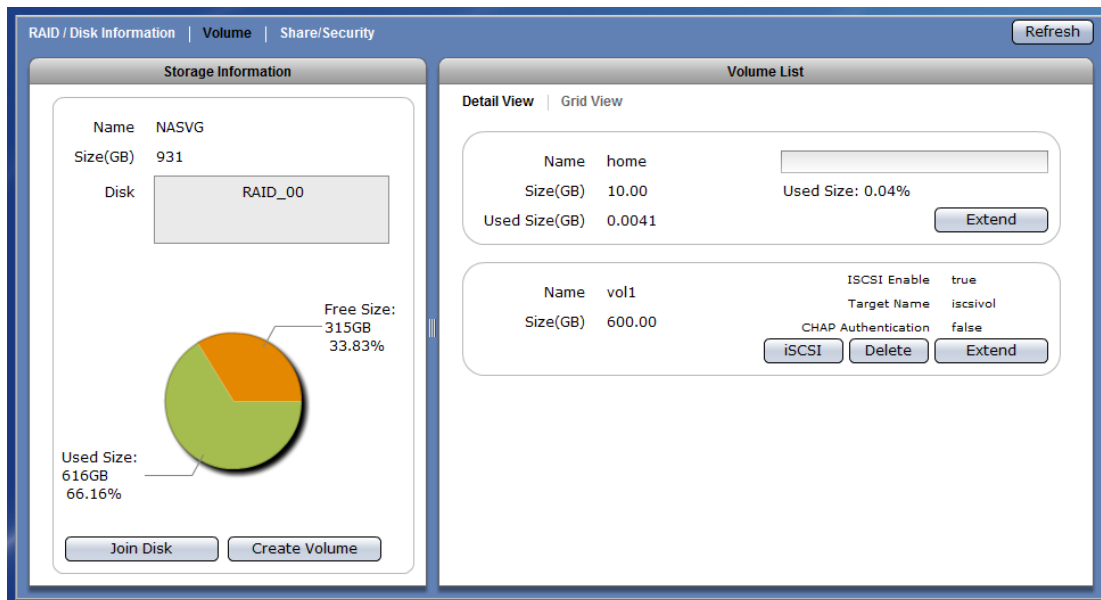 RAID / Disk Information | Volume | Share/Security
Refresh
Storage Information
Name NASVG
Size(GB) 931
Disk RAID_00
Free Size:
315GB
33.83%
Used Size:
616GB
66.16%
Join Disk Create Volume
Volume List
Detail View | Grid View
Name home
Size(GB) 10.00 Used Size: 0.04%
Used Size(GB) 0.0041 Extend
Name vol1
Size(GB) 600.00
ISCSI Enable true
Target Name iscsivol
CHAP Authentication false
iSCSI Delete Extend